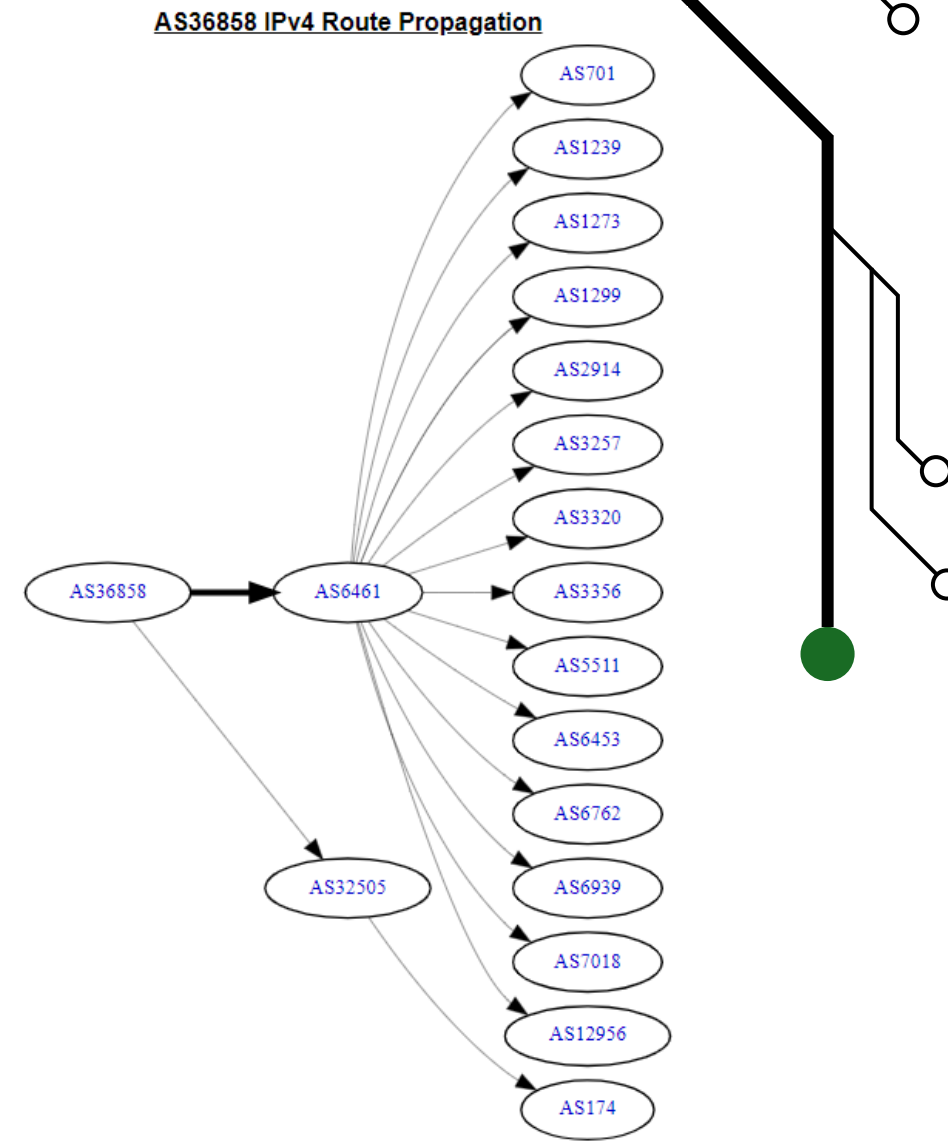 AS36858 IPv4 Route Propagation
AS701
AS1239
AS1273
AS1299
AS2914
AS3257
AS3320
AS36858
AS6461
AS3356
AS5511
AS6453
AS6762
AS32505
AS6939
AS7018
AS12956
AS174